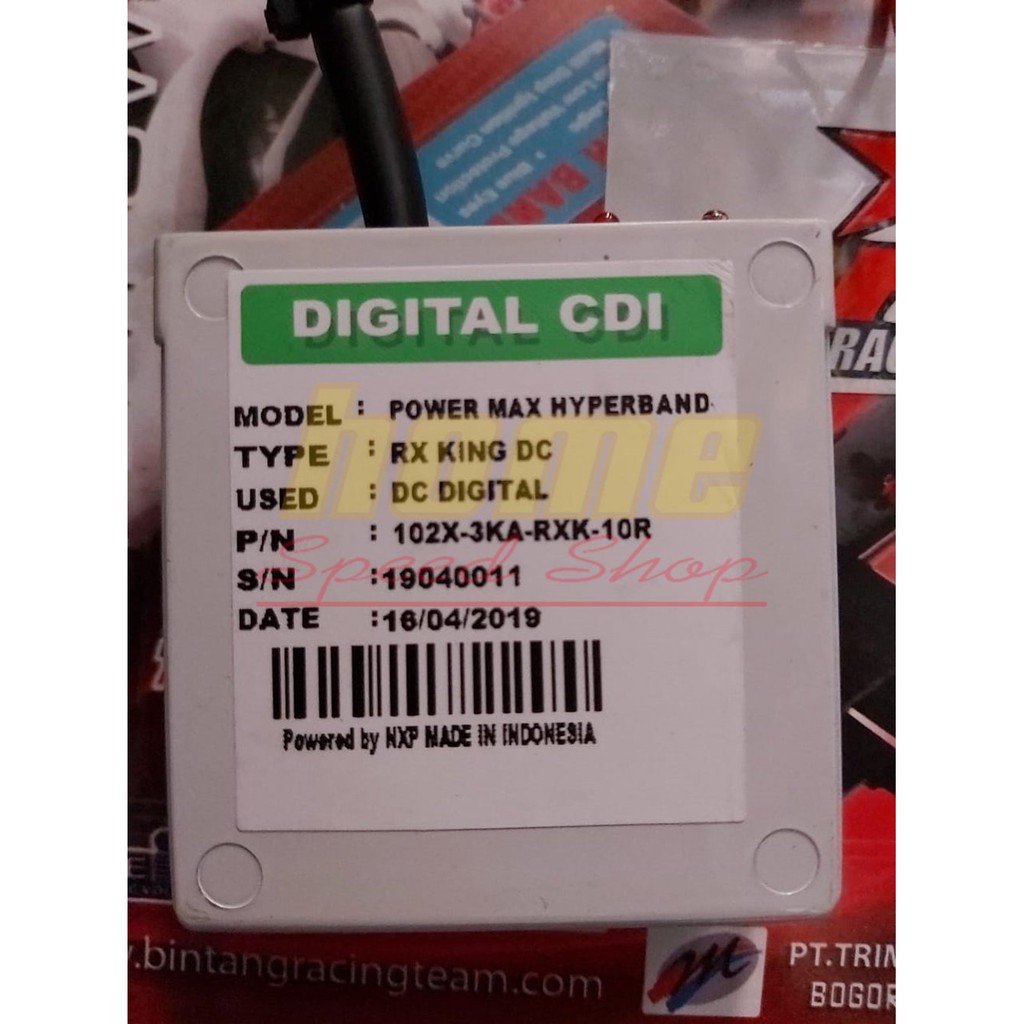 DIGITAL CDI
MODEL : POWER MAX HYPERBAND
TYPE : RX KING DC
USED : DC DIGITAL
P/N : 102X-3KA-RXK-10R
S/N :19040011
DATE :16/04/2019
Powered by NXP MADE IN INDONESIA
home
Speed Shop
.bintangracingteam.com
PT.TRIM
BOGOR